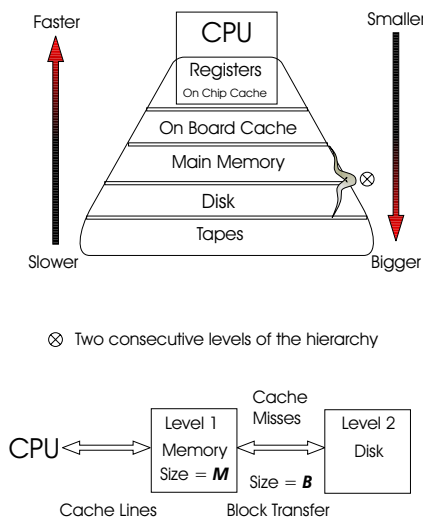 Faster
CPU
Smaller
Registers
On Chip Cache
On Board Cache
Main Memory
⊗
Disk
Tapes
Slower
Bigger
⊗ Two consecutive levels of the hierarchy
Cache
Misses
Level 1
Level 2
CPU
Memory
Disk
Size = M
Size = B
Cache Lines
Block Transfer